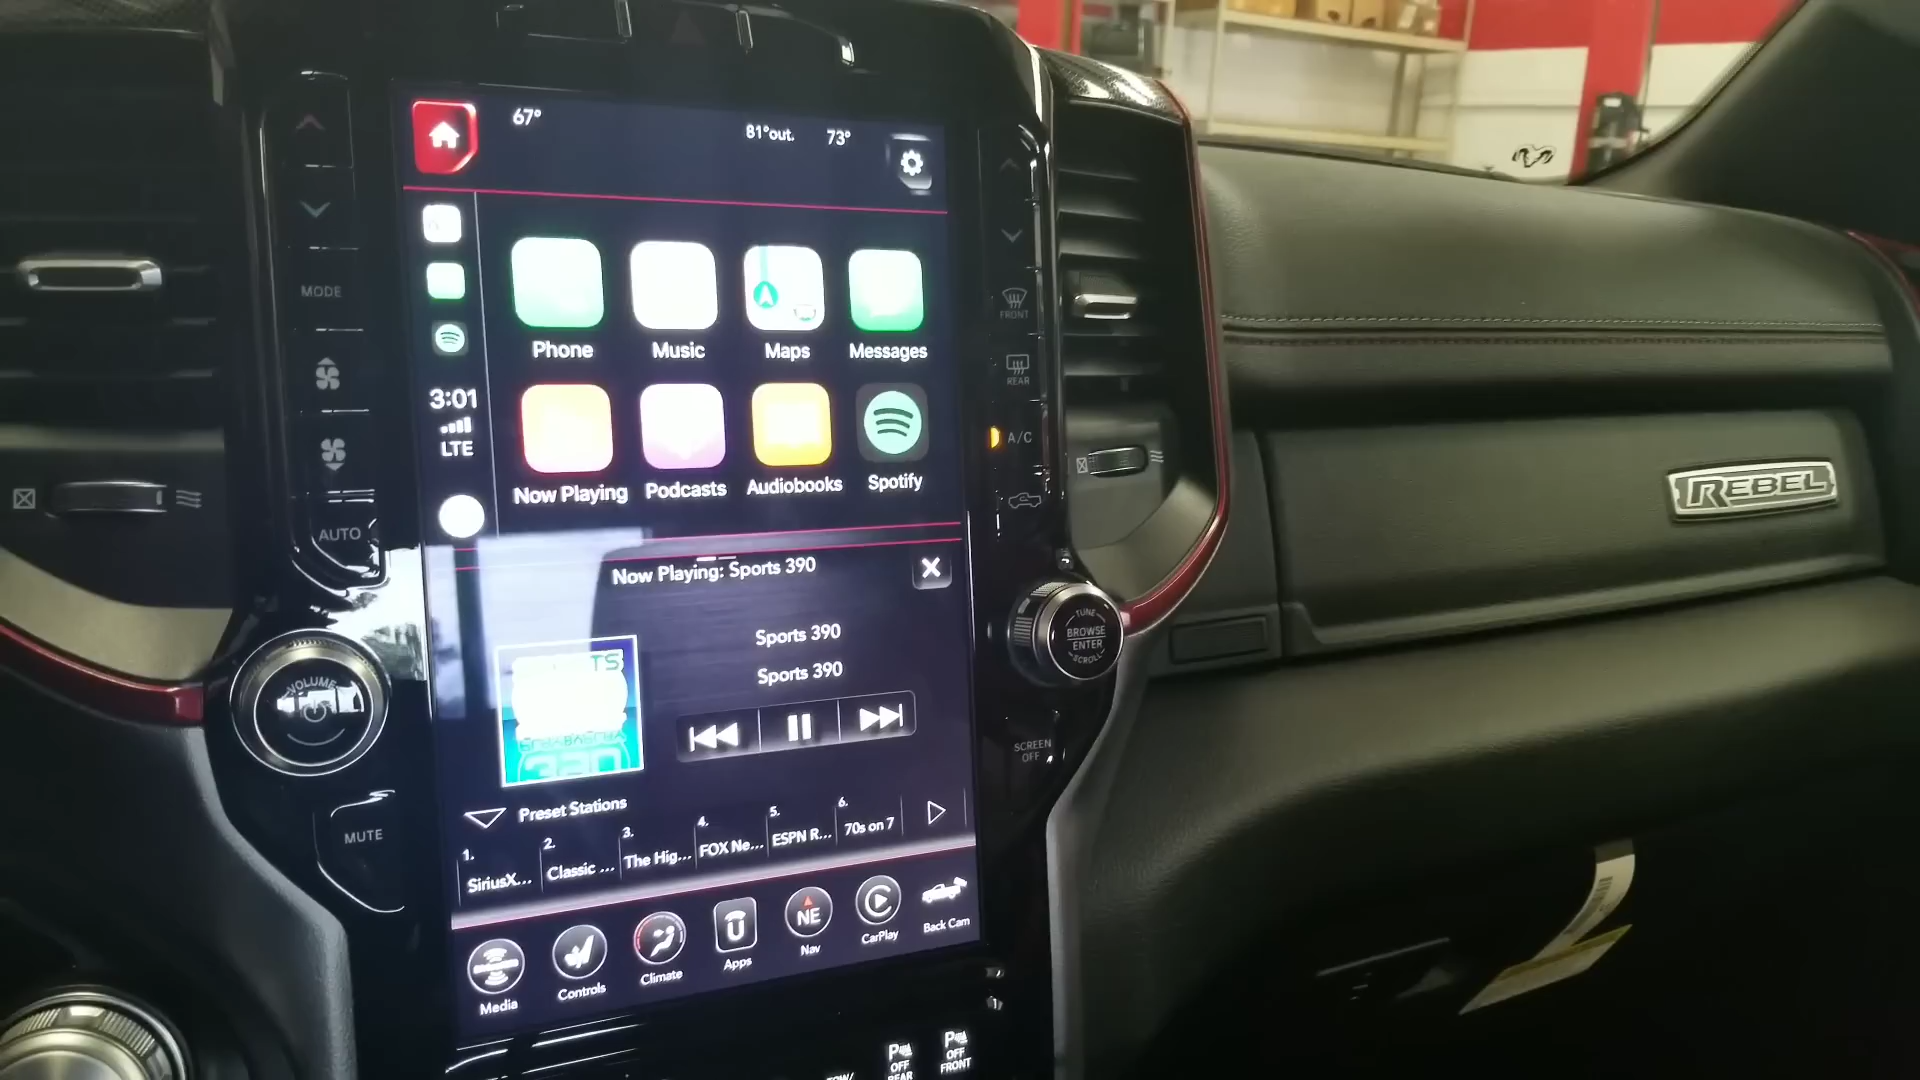 67°
81°out.
73°
MODE
Phone
Music
Maps
Messages
FRONT
REAR
3:01
LTE
A/C
Now Playing
Podcasts
Audiobooks
Spotify
REBEL
AUTO
Now Playing: Sports 390
Sports 390
Sports 390
TUNE
BROWSE
ENTER
SCROLL
VOLUME
SCREEN
OFF
MUTE
Preset Stations
1.
SiriusX...
2.
Classic ...
3.
The Hig...
4.
FOX Ne...
5.
ESPN R...
6.
70s on 7
NE
Media
Controls
Climate
Apps
Nav
CarPlay
Back Cam
P
OFF
REAR
P
OFF
FRONT